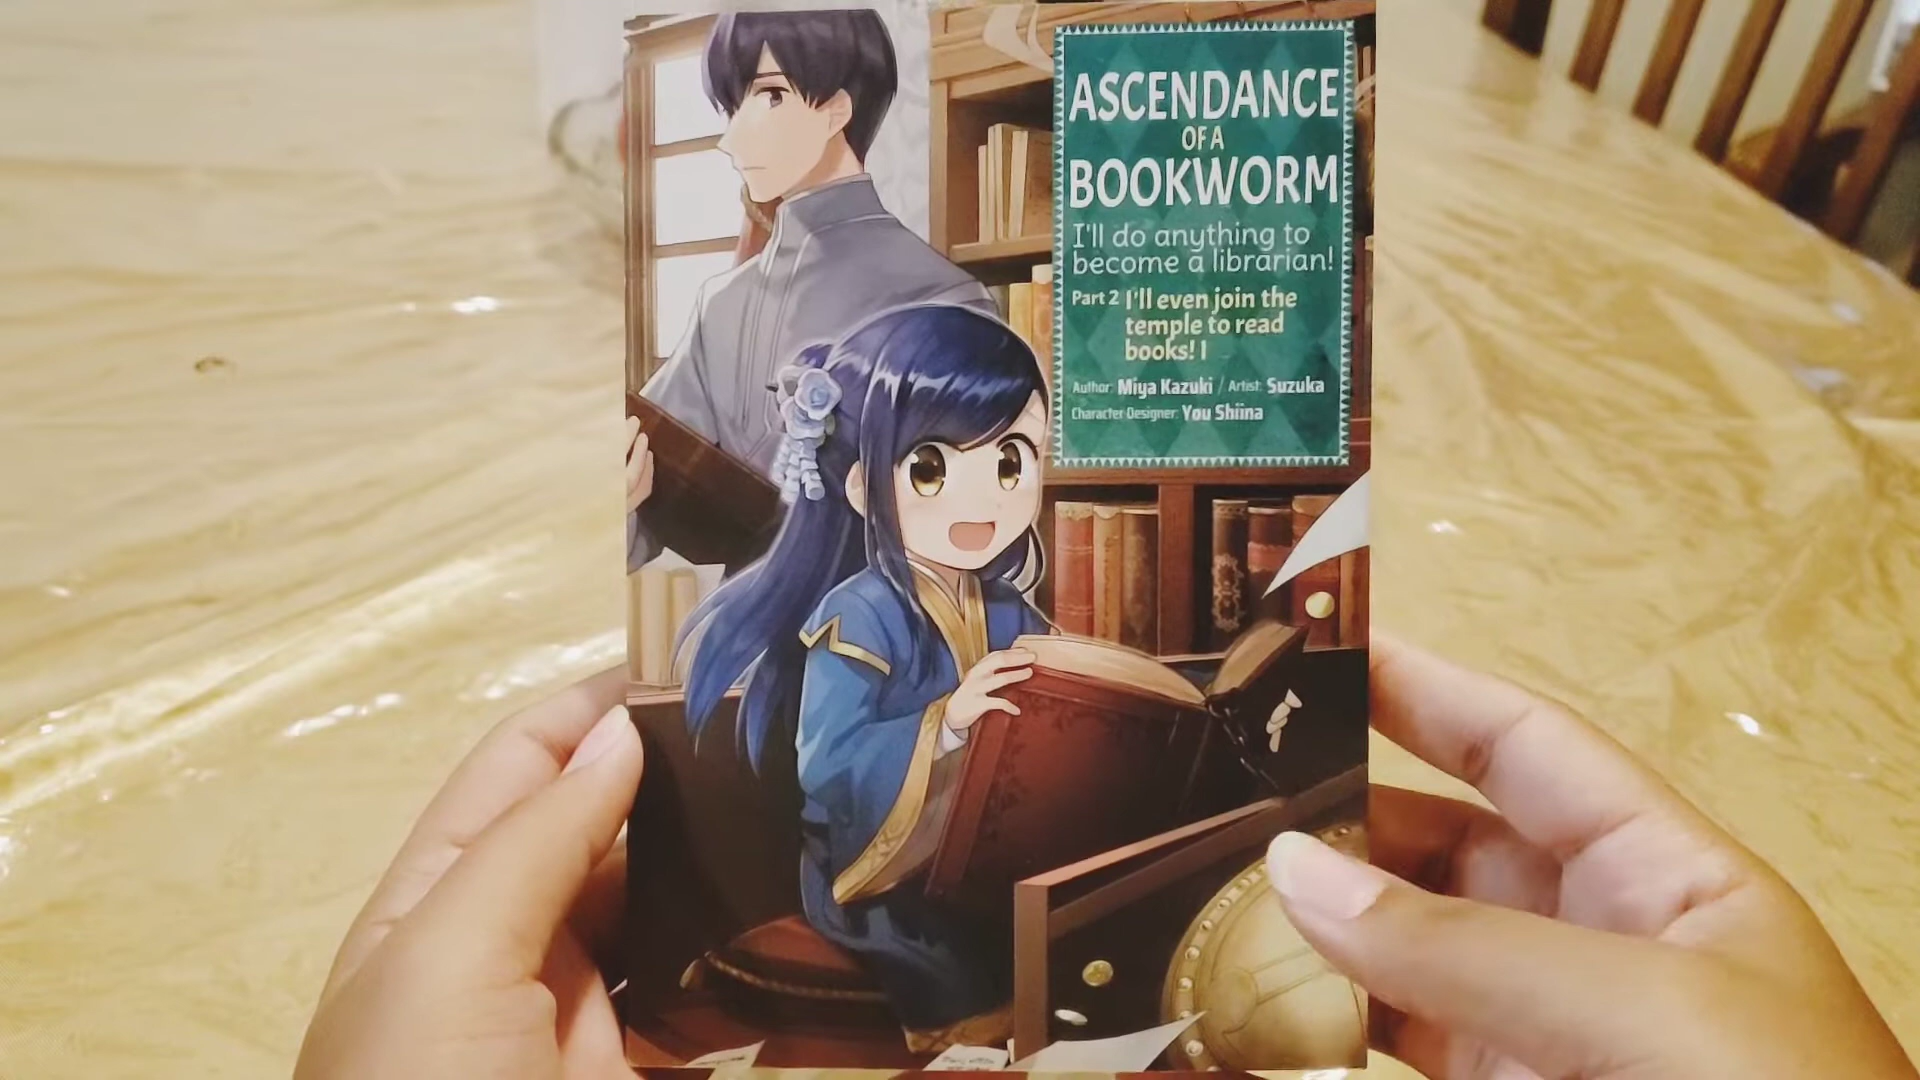 ASCENDANCE
OF A
BOOKWORM
I'll do anything to
become a librarian!
Part 2 I'll even join the
temple to read
books! I
Author: Miya Kazuki / Artist: Suzuka
Character Designer: You Shiina